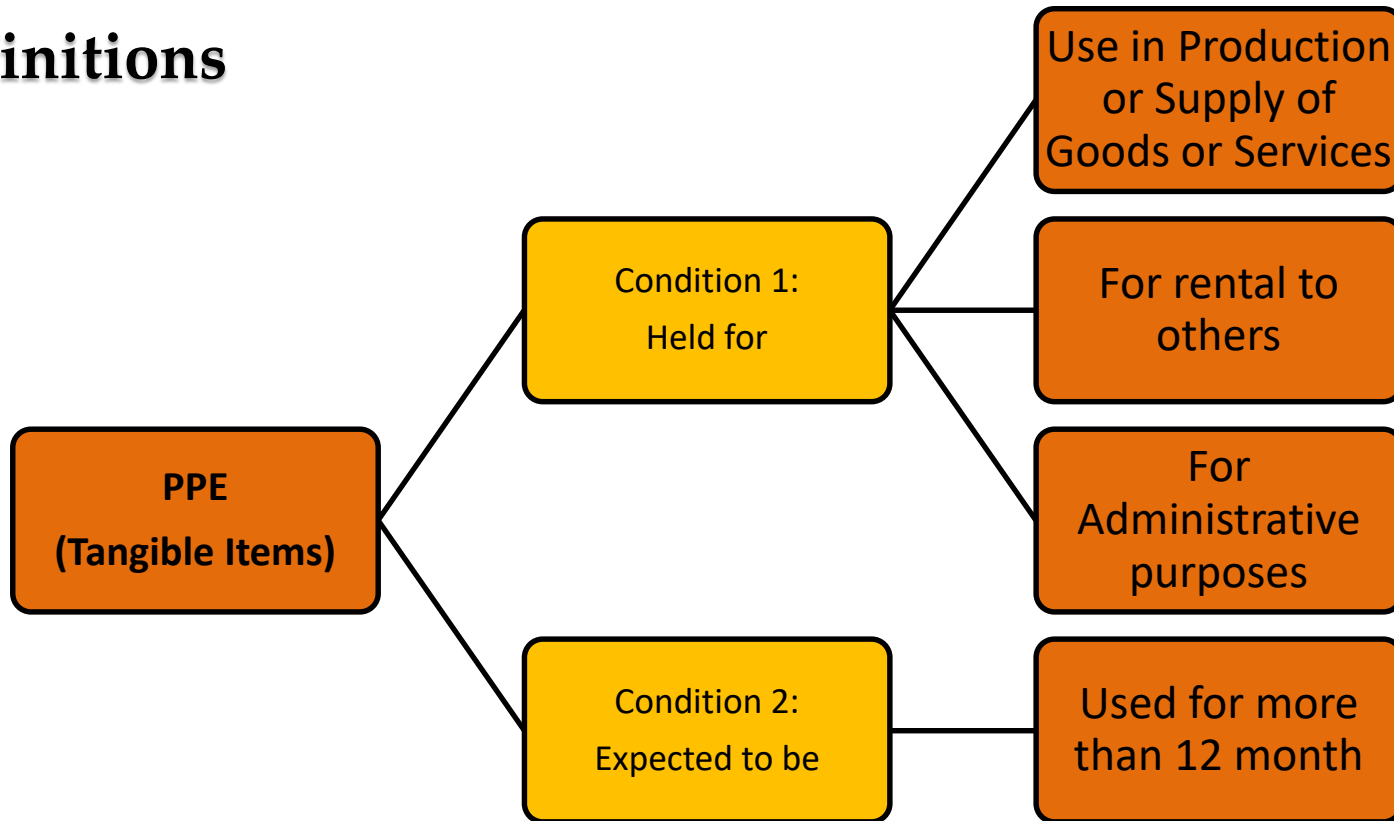 initions
Use in Production
or Supply of
Goods or Services
Condition 1:
Held for
For rental to
others
PPE
(Tangible Items)
For
Administrative
purposes
Condition 2:
Expected to be
Used for more
than 12 month